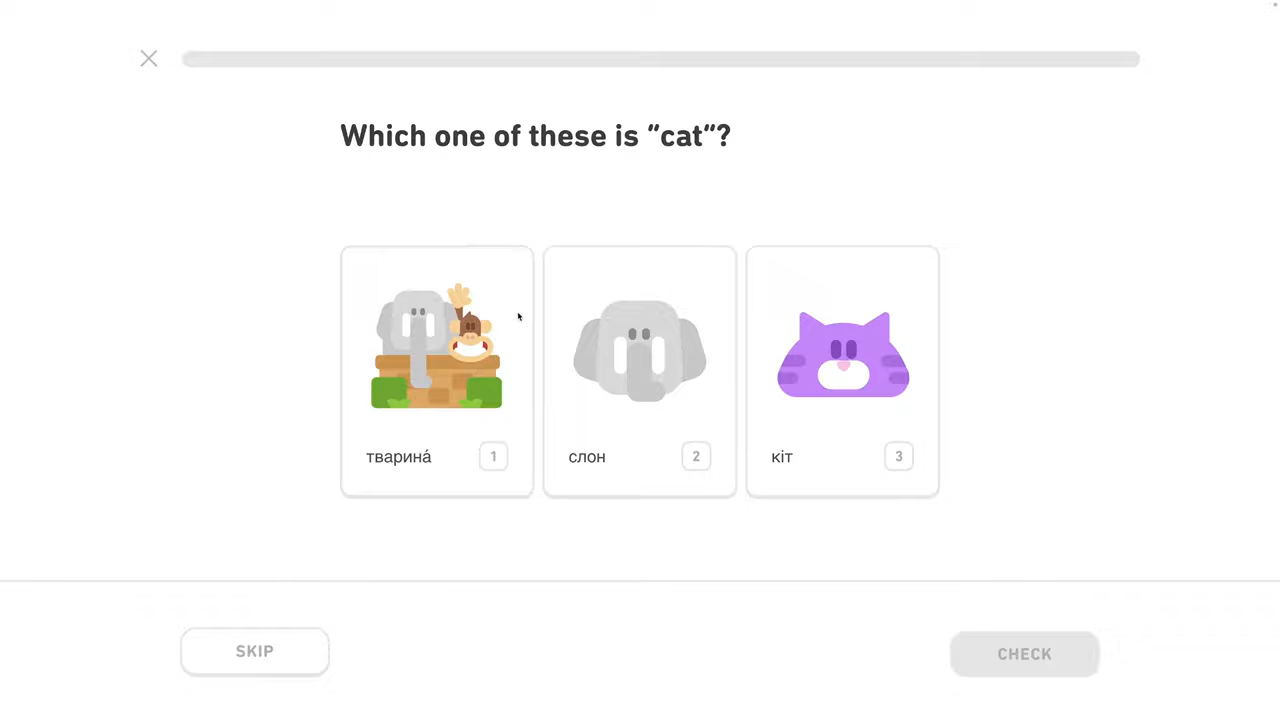 Which one of these is “cat“?
тварина́ 1
слон 2
кіт 3
SKIP
CHECK